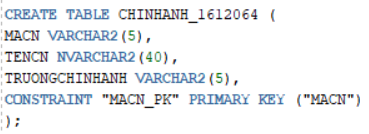 CREATE TABLE CHINHANH_1612064 (
MACN VARCHAR2(5),
TENCN NVARCHAR2(40),
TRUONGCHINHANH VARCHAR2(5),
CONSTRAINT "MACN_PK" PRIMARY KEY ("MACN")
);